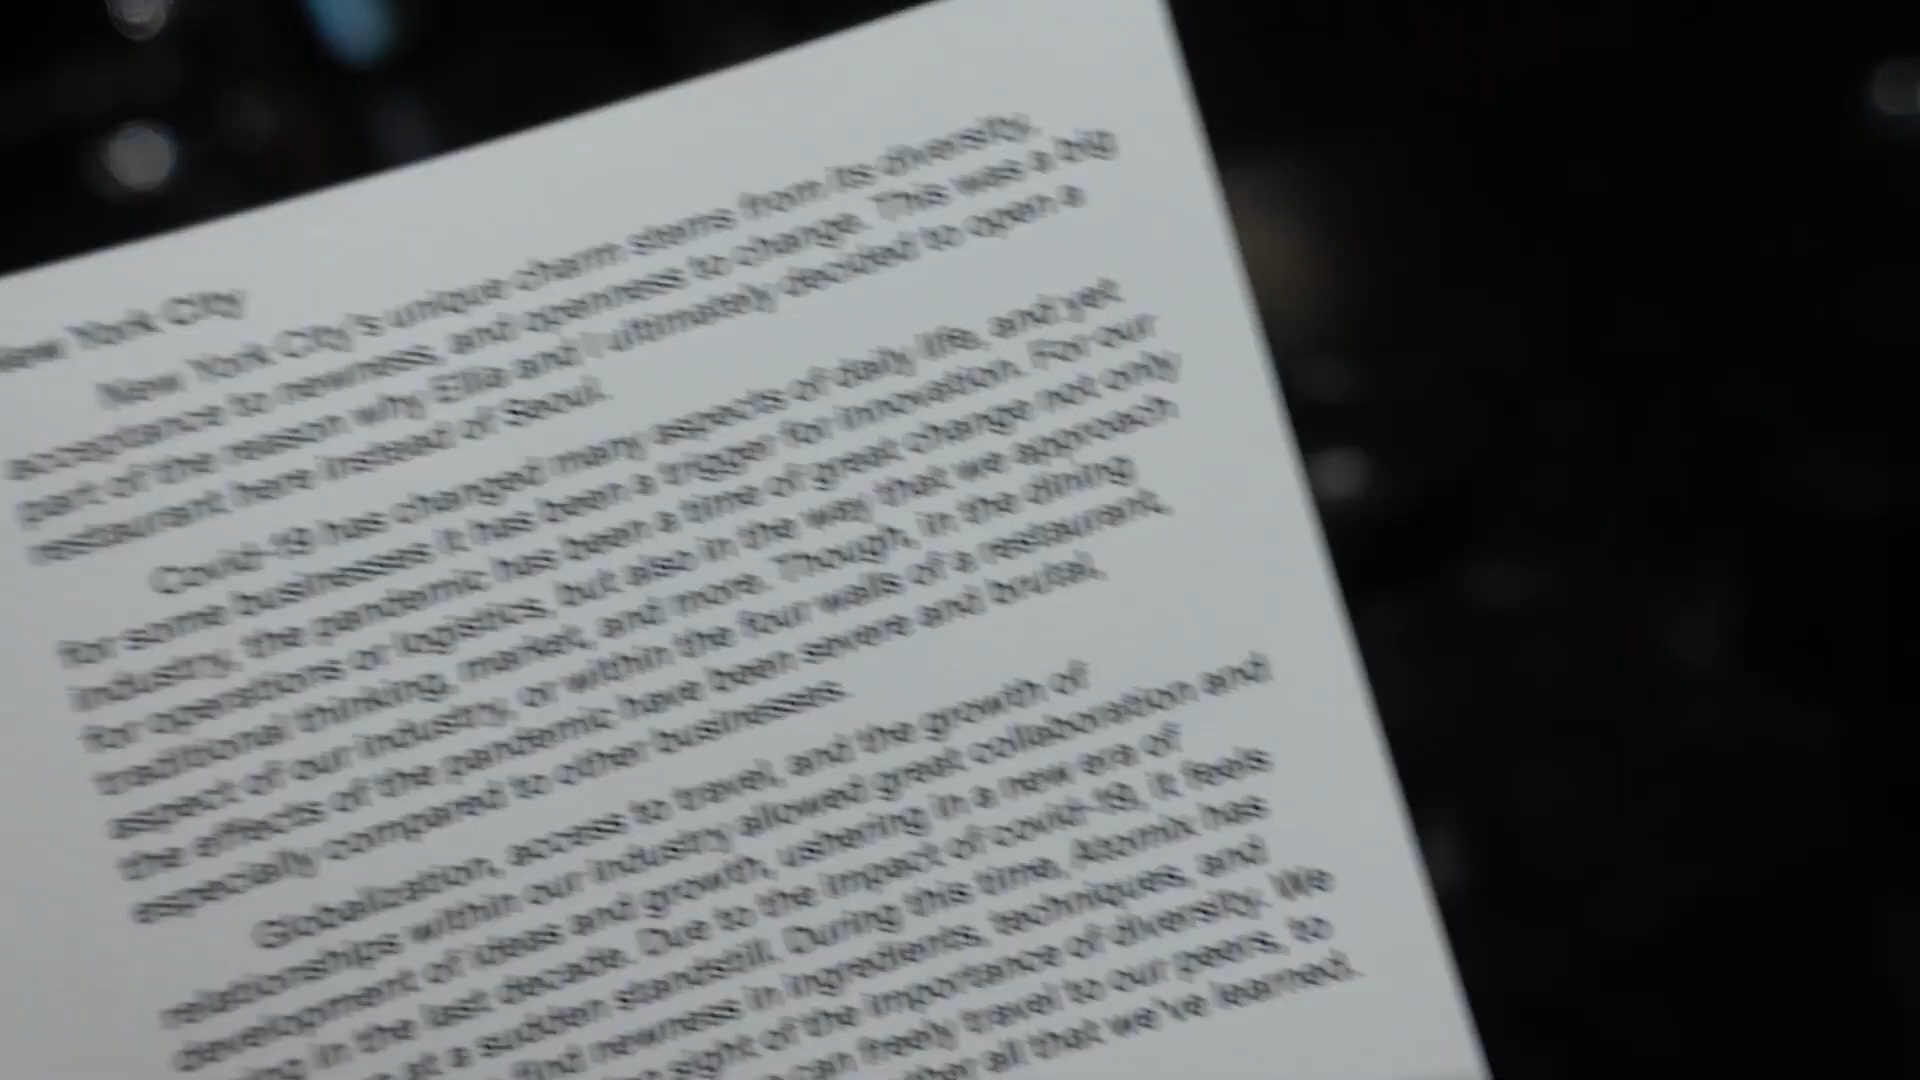 New York City
New York City's unique charm stems from its diversity,
acceptance to newness, and openness to change. This was a big
part of the reason why Ellia and I ultimately decided to open a
restaurant here instead of Seoul.
Covid-19 has changed many aspects of daily life, and yet
for some businesses it has been a trigger for innovation. For our
industry, the pandemic has been a time of great change not only
for operations or logistics, but also in the way that we approach
traditional thinking, market, and more. Though, in the dining
aspect of our industry, or within the four walls of a restaurant,
the effects of the pandemic have been severe and brutal,
especially compared to other businesses.
Globalization, access to travel, and the growth of
relationships within our industry allowed great collaboration and
development of ideas and growth, ushering in a new era of
in the last decade. Due to the impact of covid-19, it feels
at a sudden standstill. During this time, Atomix has
find newness in ingredients, techniques, and
sight of the importance of diversity. We
can freely travel to our peers, to
all that we've learned.